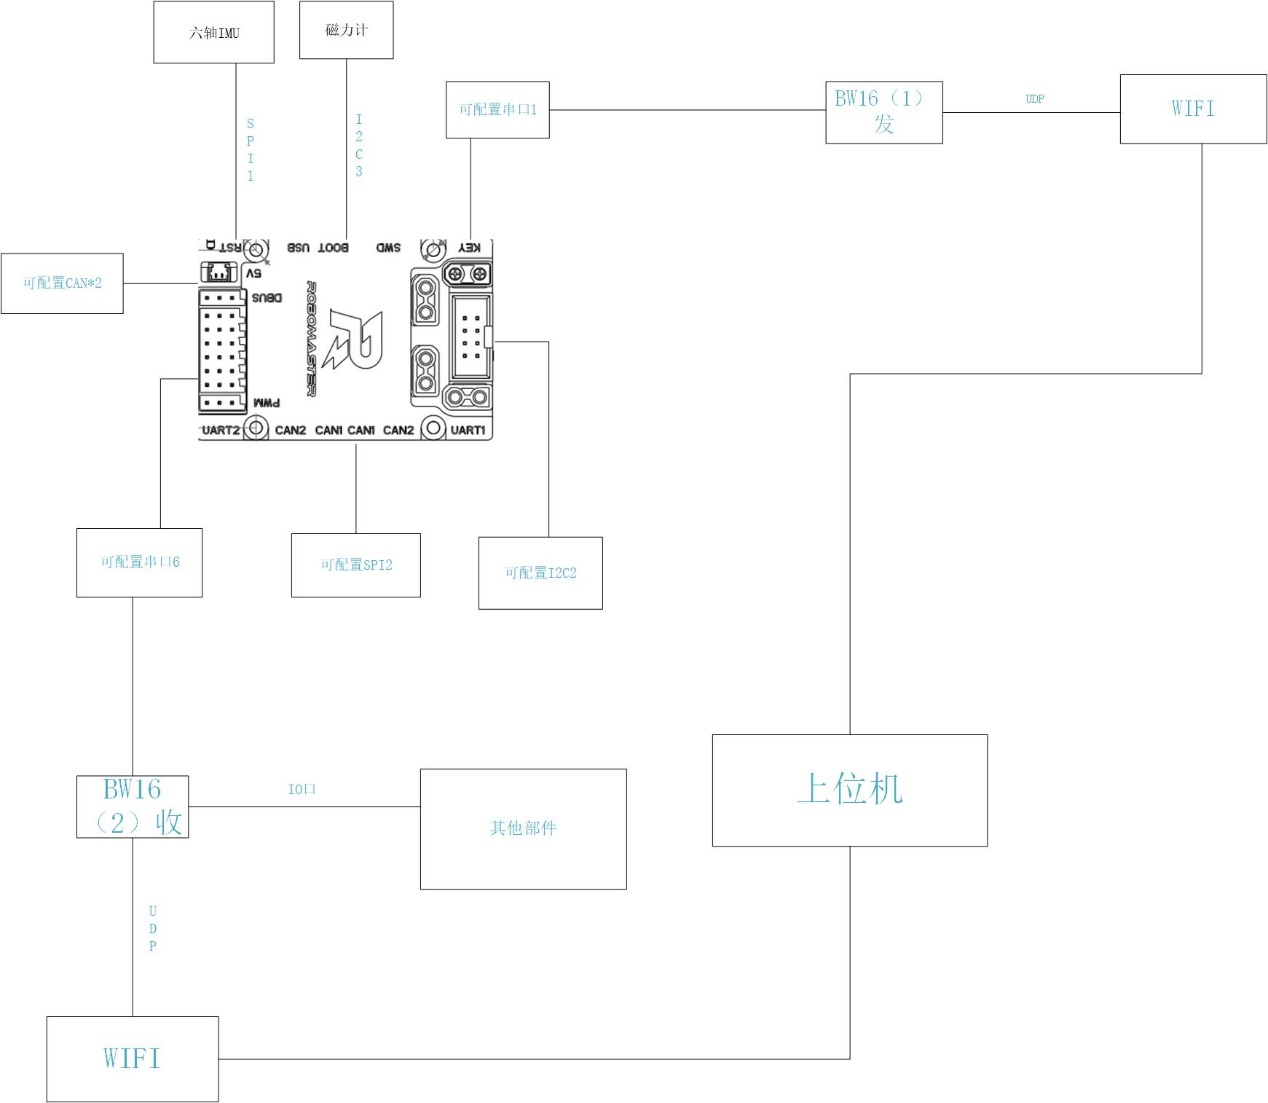 六轴IMU
磁力计
SPI1
I2C3
可配置串口1
BW16（1）
发
UDP
WIFI
RST
USB
BOOT
SWD
KEY
可配置CAN*2
5V
DBUS
ROBOMASTER
PWM
UART2
CAN2
CAN1
CAN1
CAN2
UART1
可配置串口6
可配置SPI2
可配置I2C2
上位机
BW16
（2）收
IO口
其他部件
UDP
WIFI